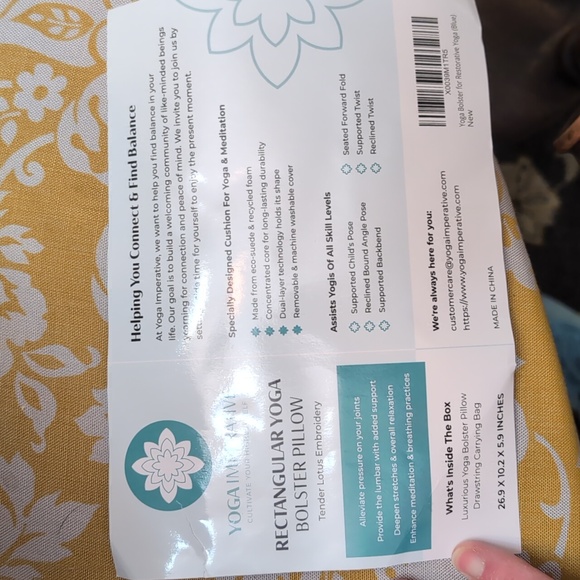 YOGA IMPERATIVE
RECTANGULAR YOGA
BOLSTER PILLOW
Tender Lotus Embroidery
Alleviate pressure on your joints
Provide the lumbar with added support
Deepen stretches & overall relaxation
Enhance meditation & breathing practices
What's Inside The Box
Luxurious Yoga Bolster Pillow
Drawstring Carrying Bag
26.9 X 10.2 X 5.9 INCHES
Helping You Connect & Find Balance
At Yoga Imperative, we want to help you find balance in your
life. Our goal is to build a welcoming community of like-minded beings
yearning for connection and peace of mind. We invite you to join us by
time for yourself to enjoy the present moment.
Specially Designed Cushion For Yoga & Meditation
Made from eco-suede & recycled foam
Concentrated core for long-lasting durability
Dual-layer technology holds its shape
Removable & machine washable cover
Assists Yogis Of All Skill Levels
Supported Child's Pose
Reclined Bound Angle Pose
Supported Backbend
Seated Forward Fold
Supported Twist
Reclined Twist
We're always here for you:
customercare@yogaimperative.com
https://www.yogaimperative.com
MADE IN CHINA
Yoga Bolster for Restorative Yoga (Blue)
New